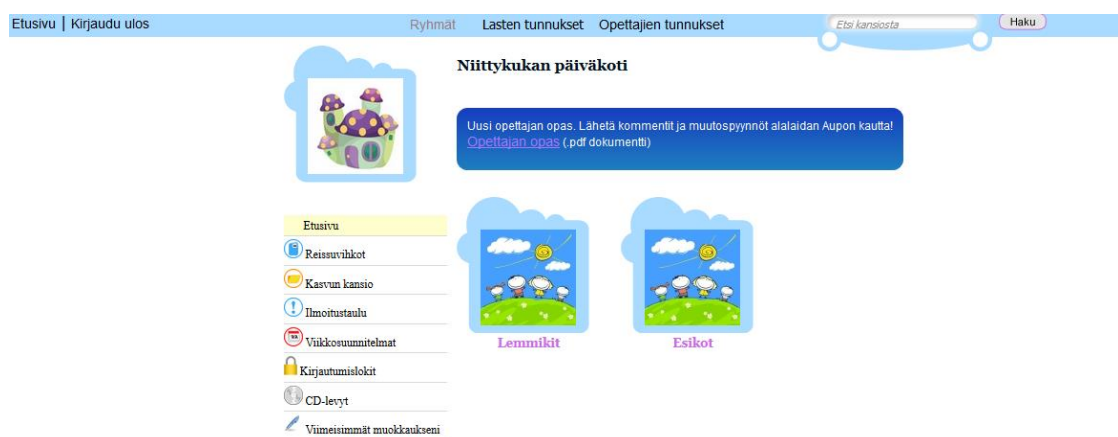 Etusivu | Kirjaudu ulos
Ryhmät Lasten tunnukset Opettajien tunnukset
Etsi kansiosta
Haku
Niittykukan päiväkoti
Uusi opettajan opas. Lähetä kommentit ja muutospyynnöt alalaidan Aupon kautta!
Opettajan opas (.pdf dokumentti)
Etusivu
Reissuvihkot
Kasvun kansio
Ilmoitustaulu
Viikkosuunnitelmat
Kirjautumislokit
CD-levyt
Viimeisimmät muokkaukseni
Lemmikit
Esikot